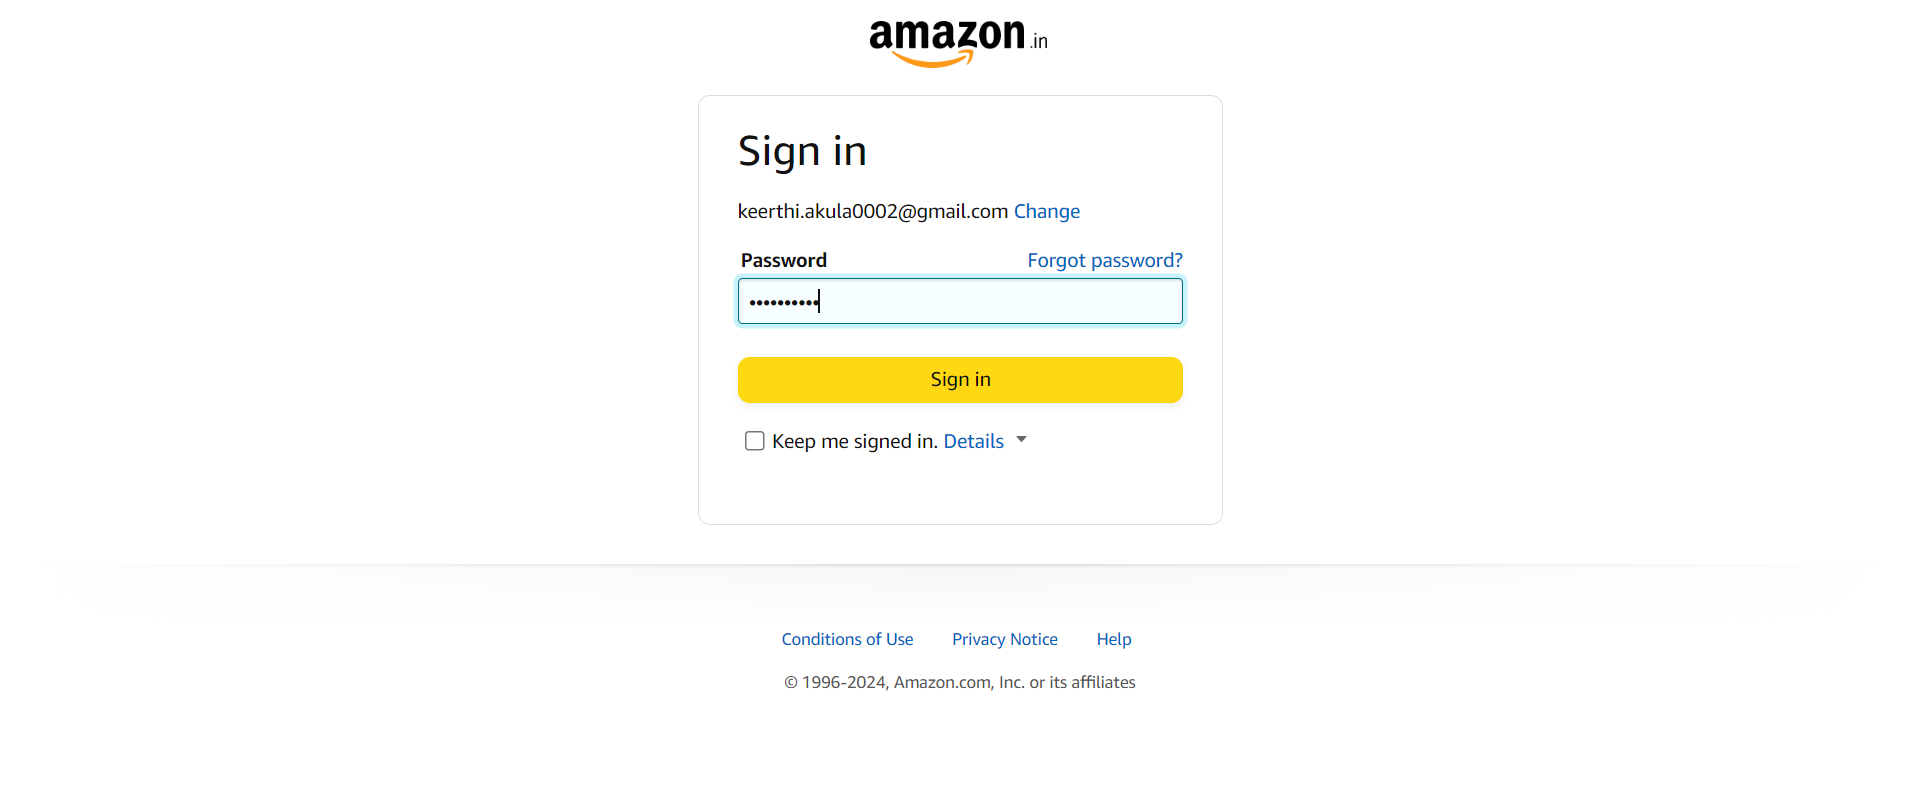 amazon.in
Sign in
keerthi.akula0002@gmail.com Change
Password Forgot password?
••••••••••
Sign in
Keep me signed in. Details
Conditions of Use Privacy Notice Help
© 1996-2024, Amazon.com, Inc. or its affiliates